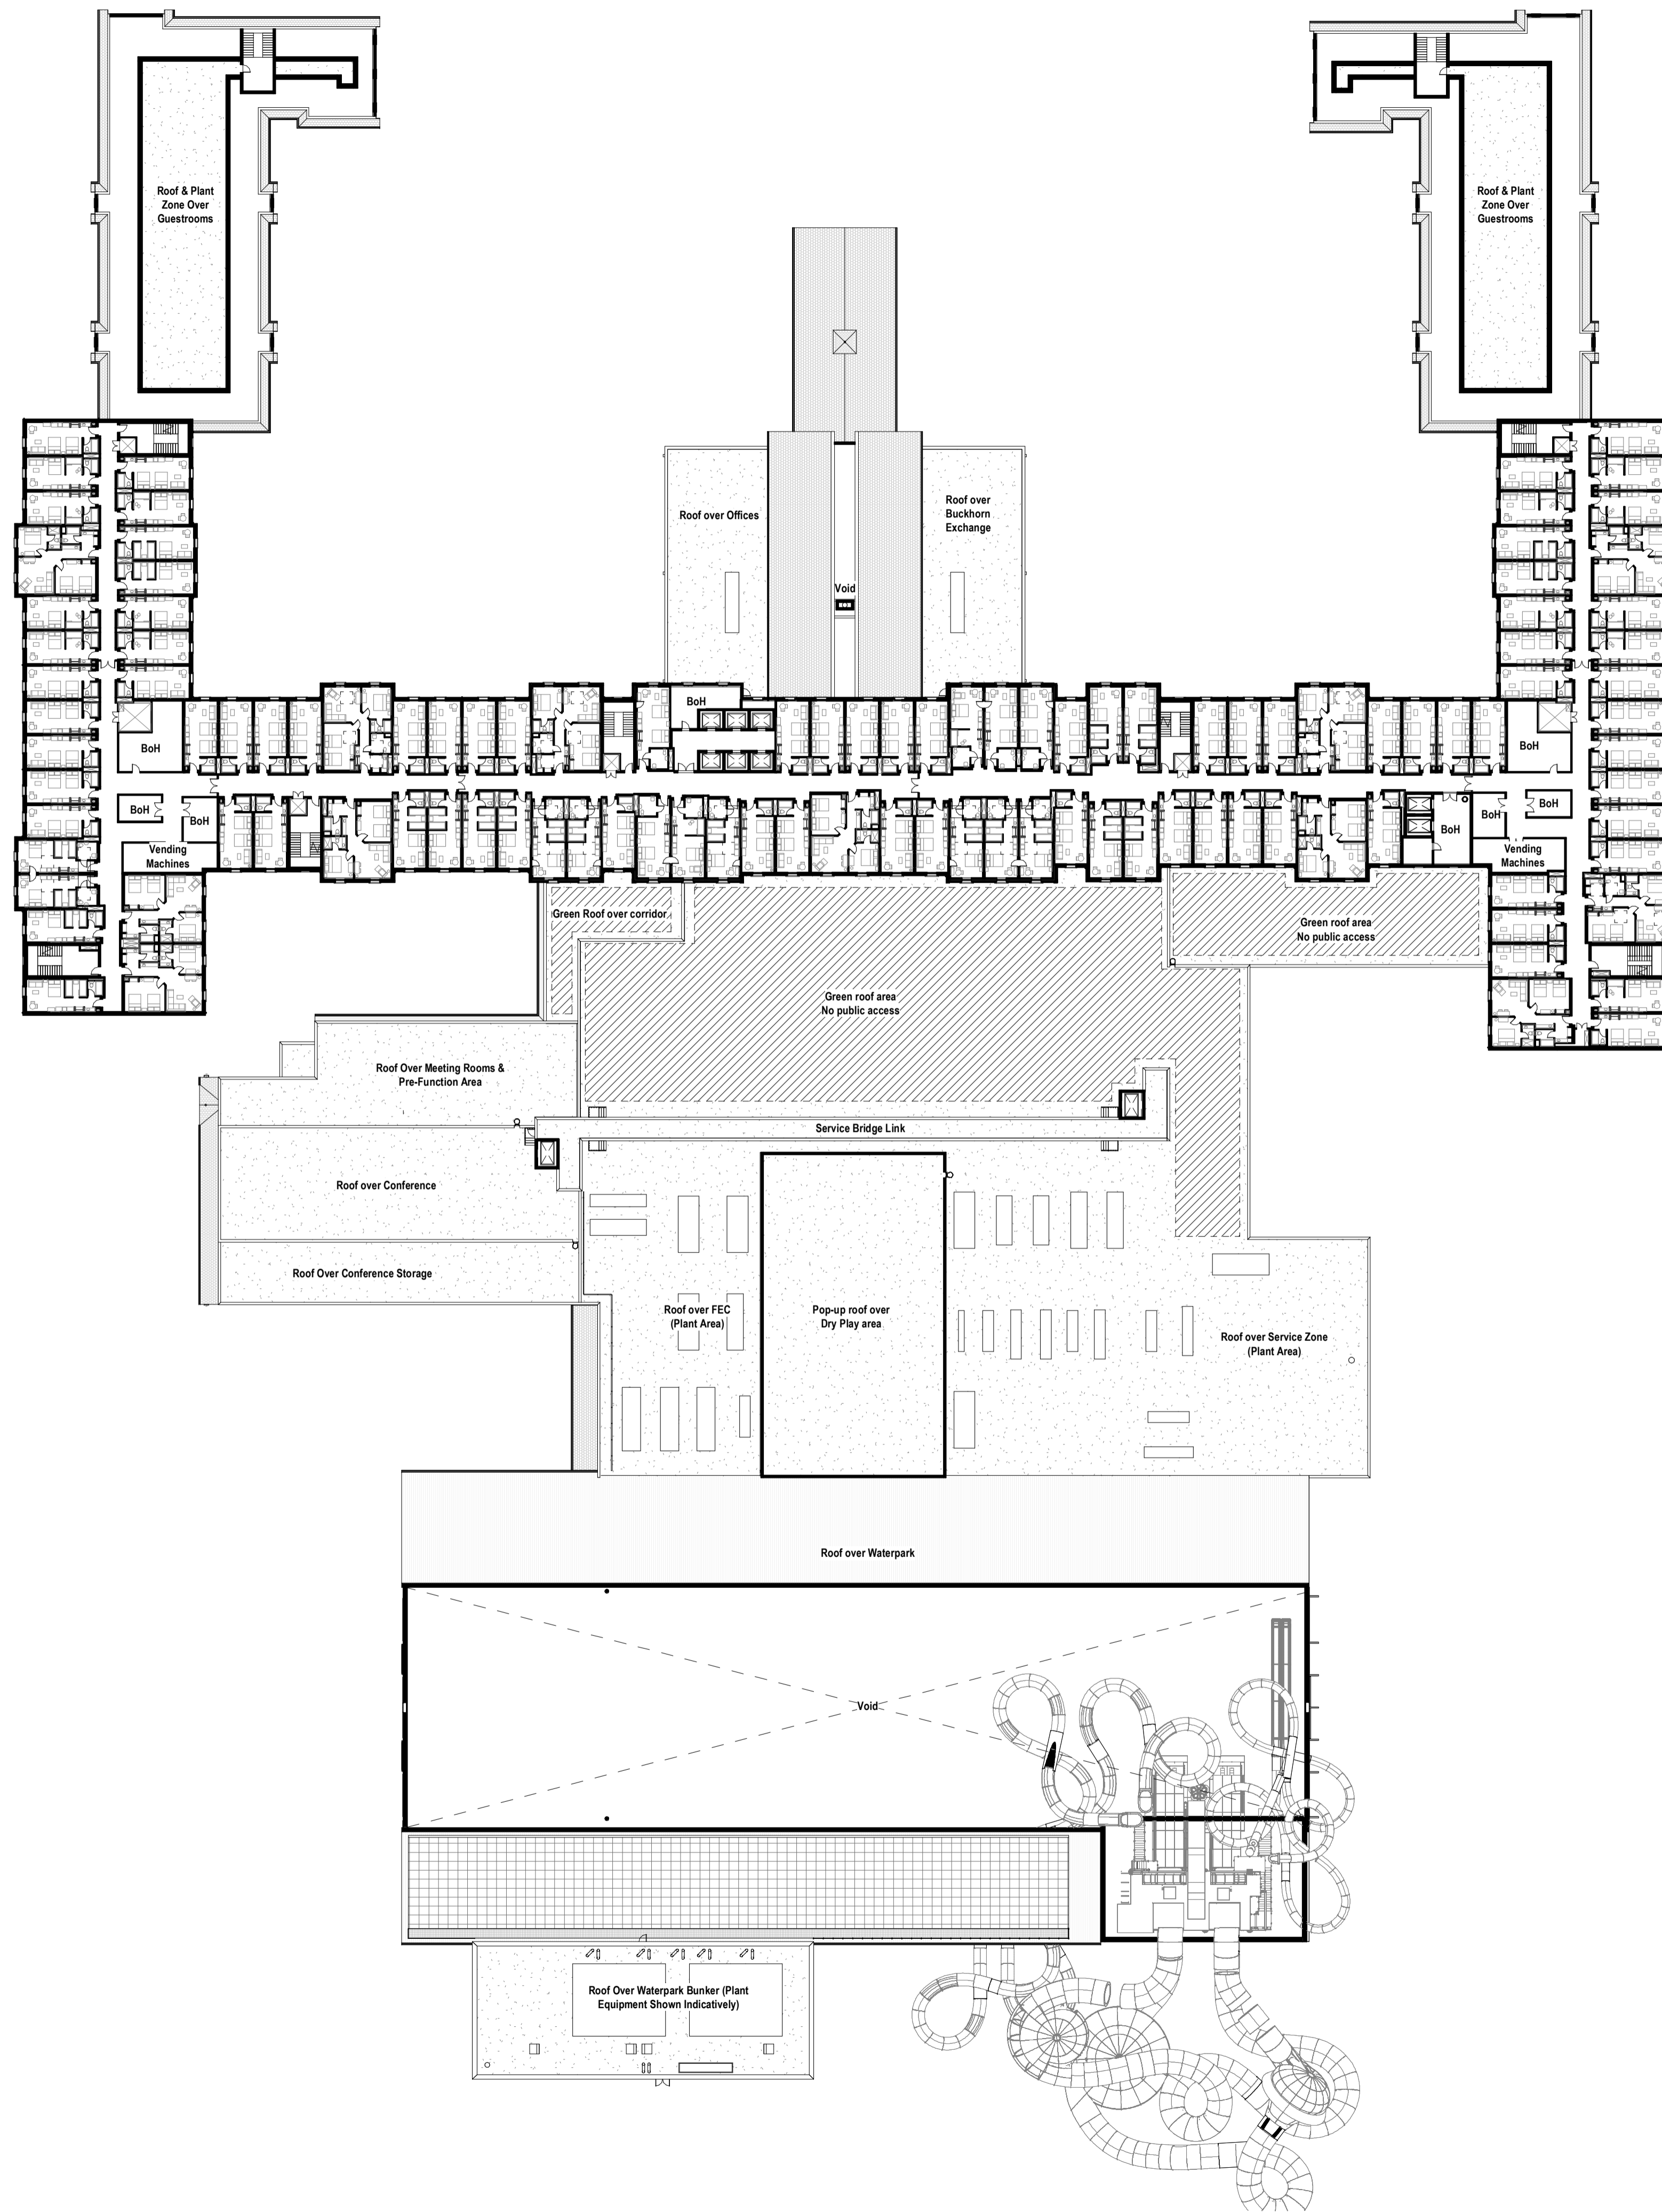 Roof & Plant
Zone Over
Guestrooms
Roof & Plant
Zone Over
Guestrooms
Roof over Offices
Roof over
Buckhorn
Exchange
Void
BoH
BoH
BoH
BoH
BoH
Vending
Machines
BoH
BoH
BoH
Vending
Machines
Green Roof over corridor
Green roof area
No public access
Green roof area
No public access
Roof Over Meeting Rooms &
Pre-Function Area
Service Bridge Link
Roof over Conference
Roof Over Conference Storage
Roof over FEC
(Plant Area)
Pop-up roof over
Dry Play area
Roof over Service Zone
(Plant Area)
Roof over Waterpark
Void
Roof Over Waterpark Bunker (Plant
Equipment Shown Indicatively)